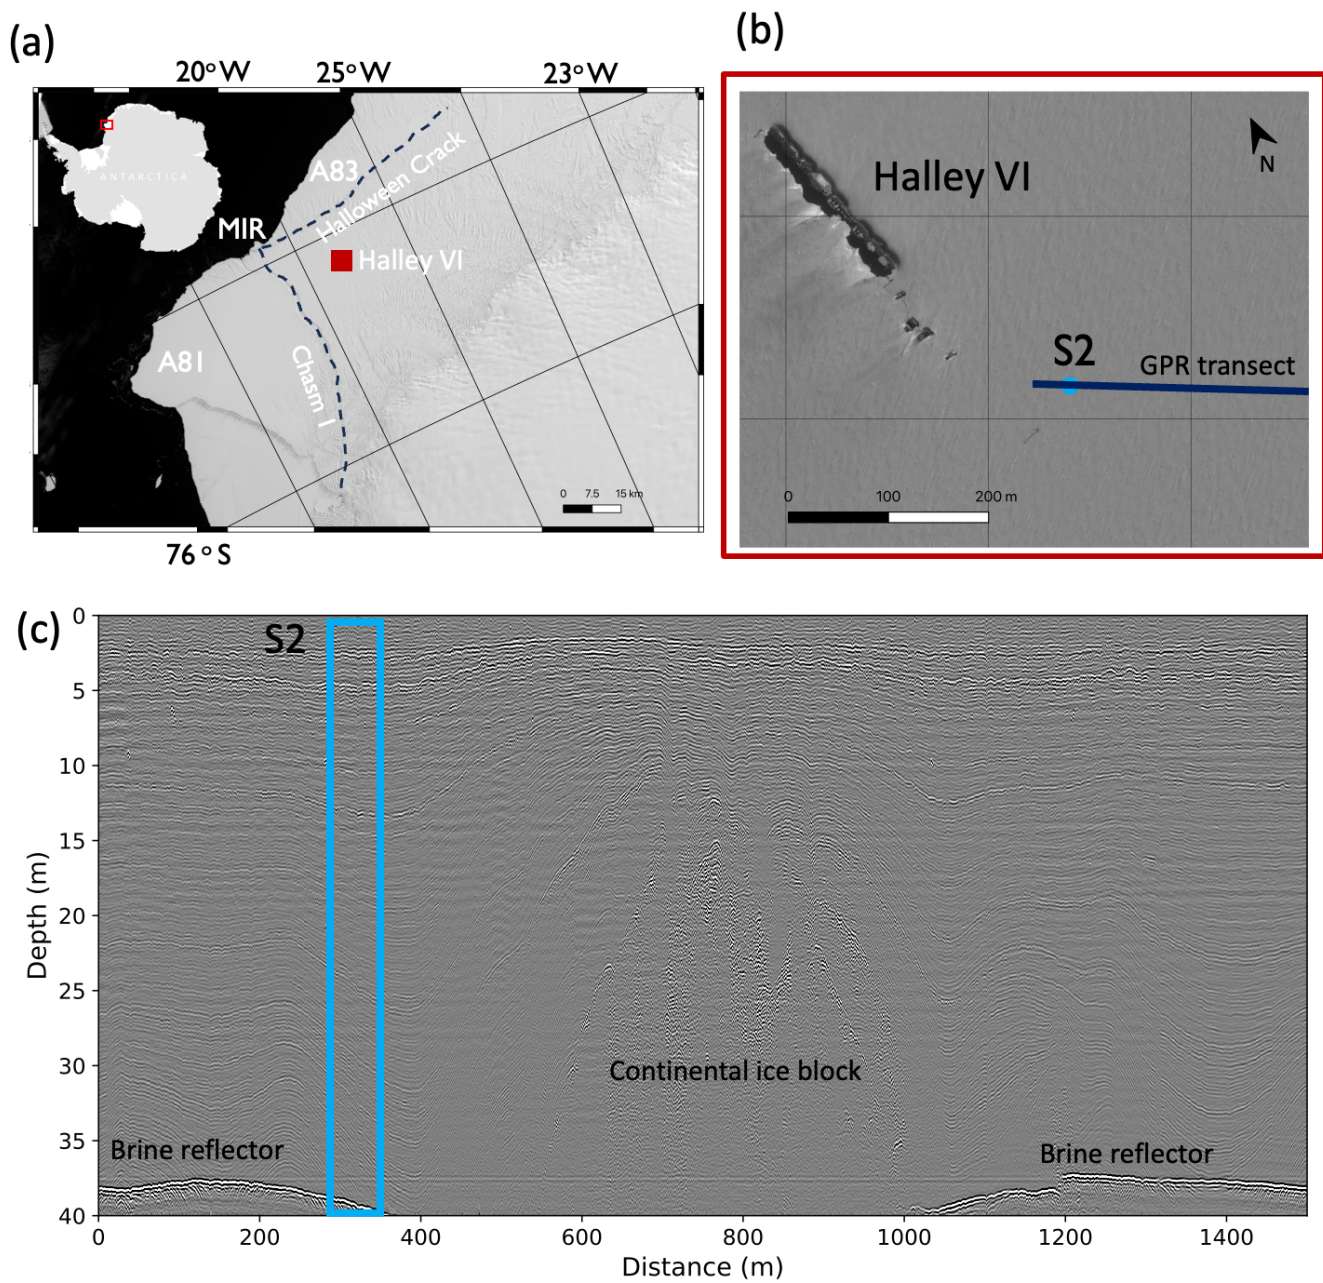 (a)
20°W
25°W
23°W
ANTARCTICA
A83
Halloween Crack
MIR
Halley VI
A81
Chasm I
0 7.5 15 km
76°S
(b)
Halley VI
N
S2
GPR transect
0 100 200 m
(c)
S2
0
5
10
15
20
25
30
35
40
Depth (m)
Continental ice block
Brine reflector
Brine reflector
0 200 400 600 800 1000 1200 1400
Distance (m)